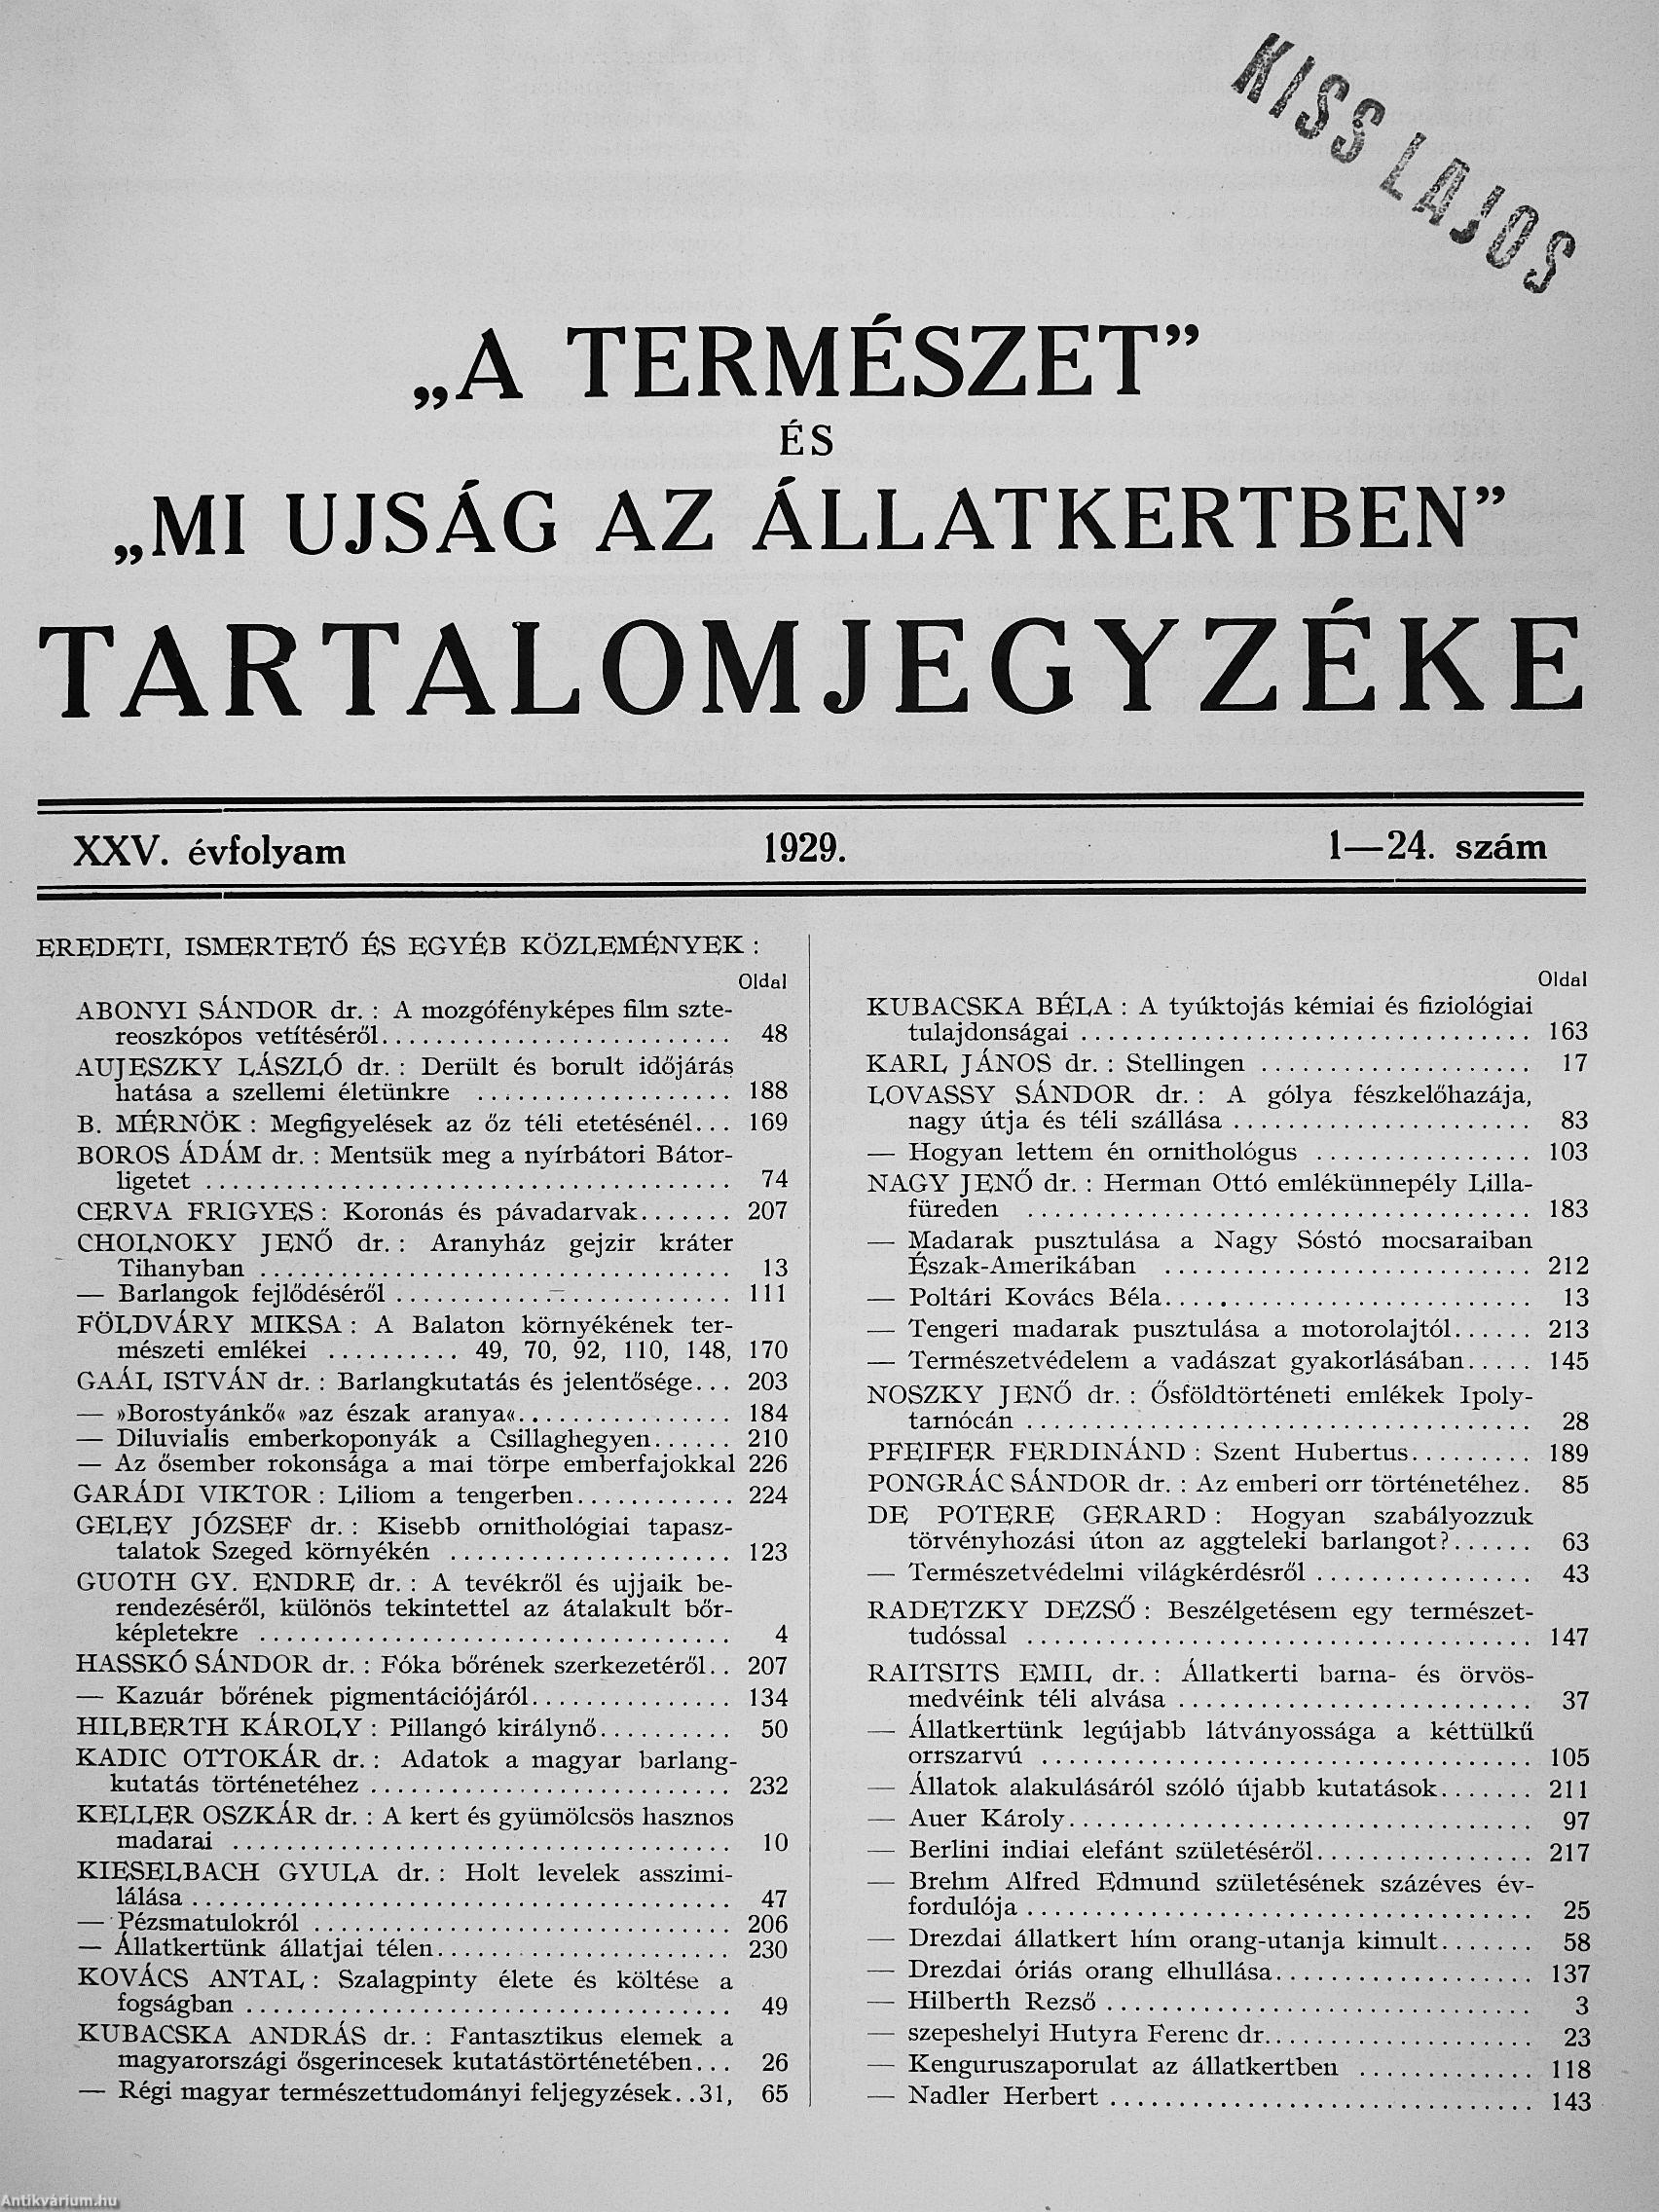 KISS LAJOS
„A TERMÉSZET”
ÉS
„MI UJSÁG AZ ÁLLATKERTBEN”
TARTALOMJEGYZÉKE
XXV. évfolyam 1929. 1—24. szám
EREDETI, ISMERTETŐ ÉS EGYÉB KÖZLEMÉNYEK :
Oldal
ABONYI SÁNDOR dr. : A mozgófényképes film szte-
reoszkópos vetítéséről .......................... 48
AUJESZKY LÁSZLÓ dr. : Derült és borult időjárás
hatása a szellemi életünkre ................... 188
B. MÉRNÖK : Megfigyelések az őz téli etetésénél... 169
BOROS ÁDÁM dr. : Mentsük meg a nyírbátori Bátor-
ligetet ....................................... 74
CERVA FRIGYES : Koronás és pávadarvak....... 207
CHOLNOKY JENŐ dr. : Aranyház gejzir kráter
Tihanyban ................................... 13
— Barlangok fejlődéséről ......................... 111
FÖLDVÁRY MIKSA : A Balaton környékének ter-
mészeti emlékei .......... 49, 70, 92, 110, 148, 170
GAÁL ISTVÁN dr. : Barlangkutatás és jelentősége... 203
— »Borostyánkő« »az észak aranya«................ 184
— Diluvialis emberkoponyák a Csillaghegyen...... 210
— Az ősember rokonsága a mai törpe emberfajokkal 226
GARÁDI VIKTOR : Liliom a tengerben............ 224
GELEY JÓZSEF dr. : Kisebb ornithológiai tapasz-
talatok Szeged környékén ..................... 123
GUOTH GY. ENDRE dr. : A tevékről és ujjaik be-
rendezéséről, különös tekintettel az átalakult bőr-
képletekre ................................... 4
HASSKÓ SÁNDOR dr. : Fóka bőrének szerkezetéről.. 207
— Kazuár bőrének pigmentációjáról............... 134
HILBERTH KÁROLY : Pillangó királynő.......... 50
KADIC OTTOKÁR dr. : Adatok a magyar barlang-
kutatás történetéhez ........................... 232
KELLER OSZKÁR dr. : A kert és gyümölcsös hasznos
madarai ..................................... 10
KIESELBACH GYULA dr. : Holt levelek asszimi-
lálása ........................................ 47
— Pézsmatulokról ............................... 206
— Állatkertünk állatjai télen...................... 230
KOVÁCS ANTAL : Szalagpinty élete és költése a
fogságban .................................... 49
KUBACSKA ANDRÁS dr. : Fantasztikus elemek a
magyarországi ősgerincesek kutatástörténetében... 26
— Régi magyar természettudományi feljegyzések..31, 65
Oldal
KUBACSKA BÉLA : A tyúktojás kémiai és fiziológiai
tulajdonságai ................................. 163
KARL JÁNOS dr. : Stellingen .................... 17
LOVASSY SÁNDOR dr. : A gólya fészkelőhazája,
nagy útja és téli szállása ...................... 83
— Hogyan lettem én ornithológus ................ 103
NAGY JENŐ dr. : Herman Ottó emlékünnepély Lilla-
füreden ..................................... 183
— Madarak pusztulása a Nagy Sóstó mocsaraiban
Észak-Amerikában ........................... 212
— Poltári Kovács Béla........................... 13
— Tengeri madarak pusztulása a motorolajtól...... 213
— Természetvédelem a vadászat gyakorlásában..... 145
NOSZKY JENŐ dr. : Ősföldtörténeti emlékek Ipoly-
tarnócán ..................................... 28
PFEIFER FERDINÁND : Szent Hubertus......... 189
PONGRÁC SÁNDOR dr. : Az emberi orr történetéhez. 85
DE POTERE GERARD : Hogyan szabályozzuk
törvényhozási úton az aggteleki barlangot?...... 63
— Természetvédelmi világkérdésről ................ 43
RADETZKY DEZSŐ : Beszélgetésem egy természet-
tudóssal ..................................... 147
RAITSITS EMIL dr. : Állatkerti barna- és örvös-
medvéink téli alvása .......................... 37
— Állatkertünk legújabb látványossága a kéttülkű
orrszarvú .................................... 105
— Állatok alakulásáról szóló újabb kutatások....... 211
— Auer Károly.................................. 97
— Berlini indiai elefánt születéséről................ 217
— Brehm Alfred Edmund születésének százéves év-
fordulója ..................................... 25
— Drezdai állatkert hím orang-utanja kimult....... 58
— Drezdai óriás orang elhullása................... 137
— Hilberth Rezső ............................... 3
— szepeshelyi Hutyra Ferenc dr.................... 23
— Kenguruszaporulat az állatkertben ............. 118
— Nadler Herbert ............................... 143
Antikvárium.hu